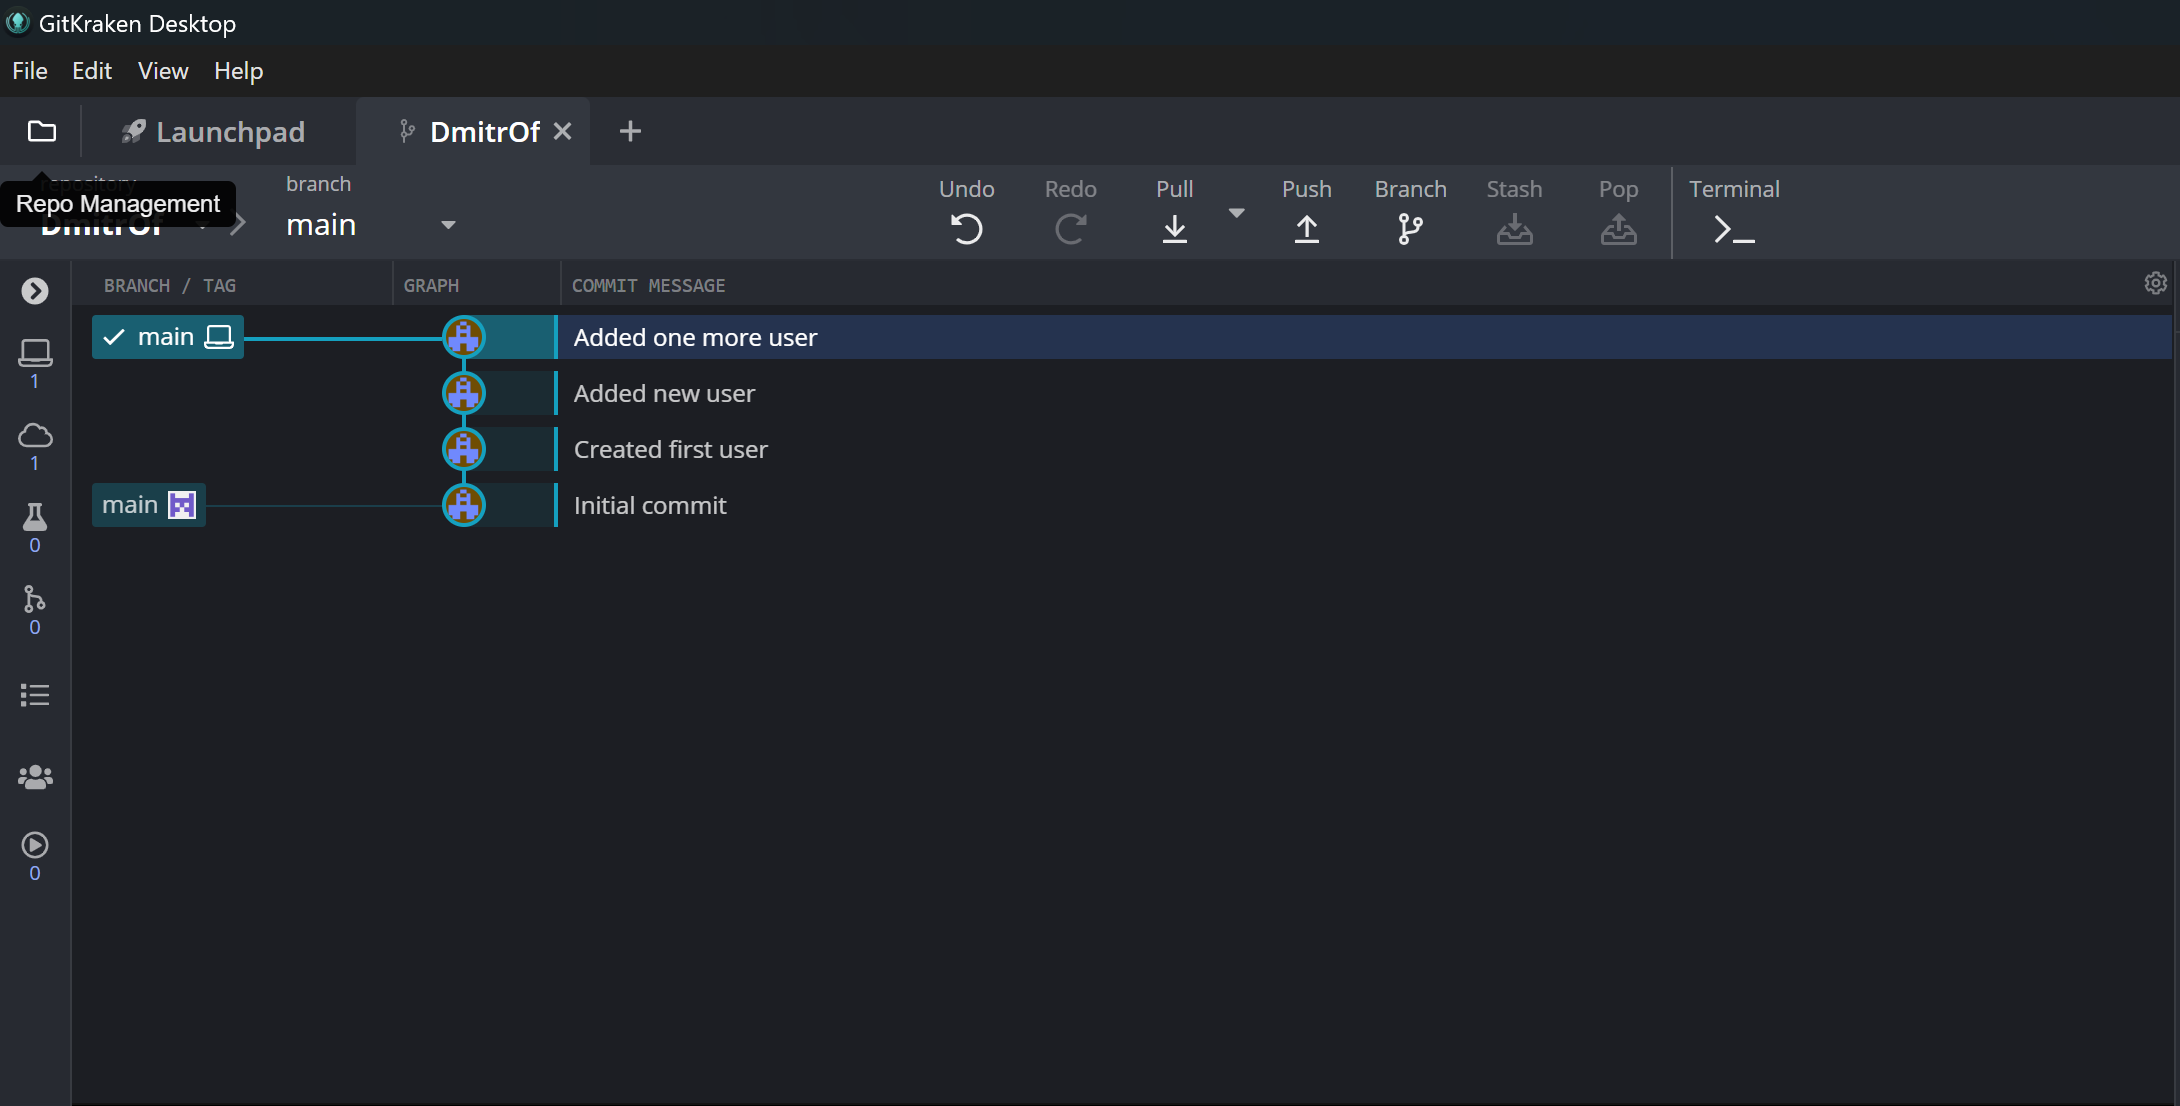 GitKraken Desktop
File Edit View Help
Launchpad DmitrOf
repository branch
Repo Management
DmitrOf main
Undo Redo Pull Push Branch Stash Pop Terminal
BRANCH / TAG GRAPH COMMIT MESSAGE
main Added one more user
1
Added new user
1
Created first user
main Initial commit
0
0
0